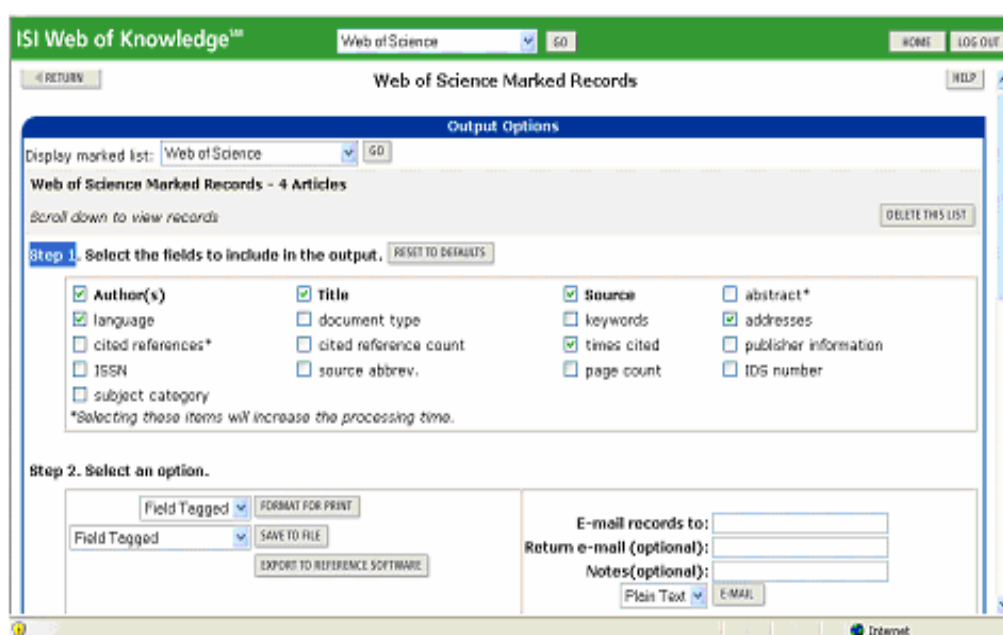 ISI Web of Knowledge℠ Web of Science GO HOME LOG OUT
RETURN Web of Science Marked Records HELP
Output Options
Display marked list: Web of Science GO
Web of Science Marked Records - 4 Articles
Scroll down to view records DELETE THIS LIST
Step 1. Select the fields to include in the output. RESET TO DEFAULTS
Author(s) Title Source abstract*
language document type keywords addresses
cited references* cited reference count times cited publisher information
ISSN source abbrev. page count IDS number
subject category
*Selecting these items will increase the processing time.
Step 2. Select an option.
Field Tagged FORMAT FOR PRINT
Field Tagged SAVE TO FILE
EXPORT TO REFERENCE SOFTWARE
E-mail records to:
Return e-mail (optional):
Notes(optional):
Plain Text E-MAIL
Internet